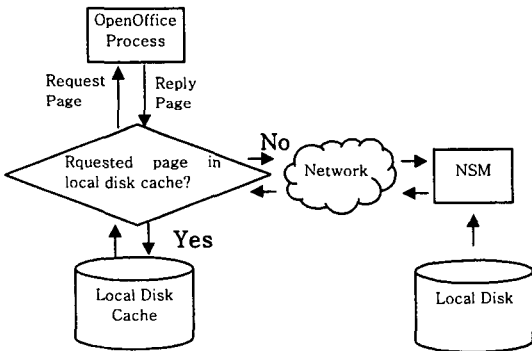 OpenOffice
Process
Request
Page
Reply
Page
Rquested page in
local disk cache?
No
Network
NSM
Yes
Local Disk
Cache
Local Disk